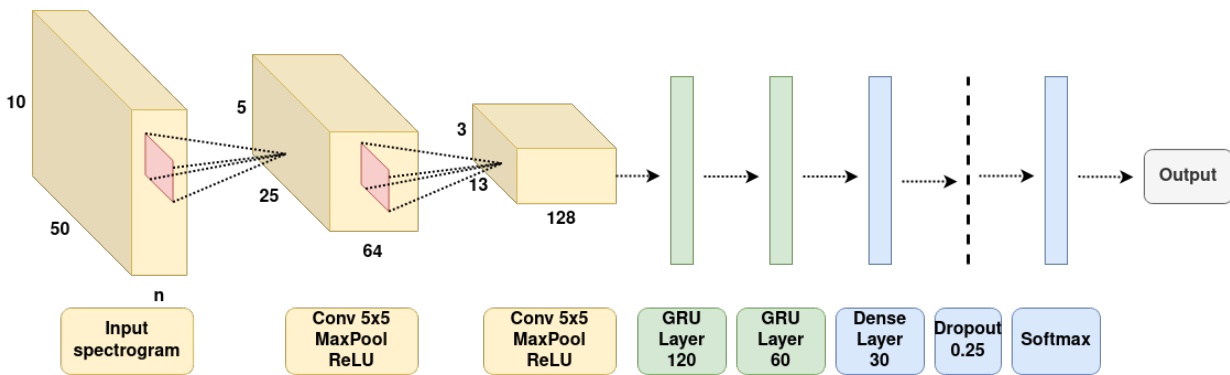 10
50
n
5
25
64
3
13
128
Output
Input
spectrogram
Conv 5x5
MaxPool
ReLU
Conv 5x5
MaxPool
ReLU
GRU
Layer
120
GRU
Layer
60
Dense
Layer
30
Dropout
0.25
Softmax